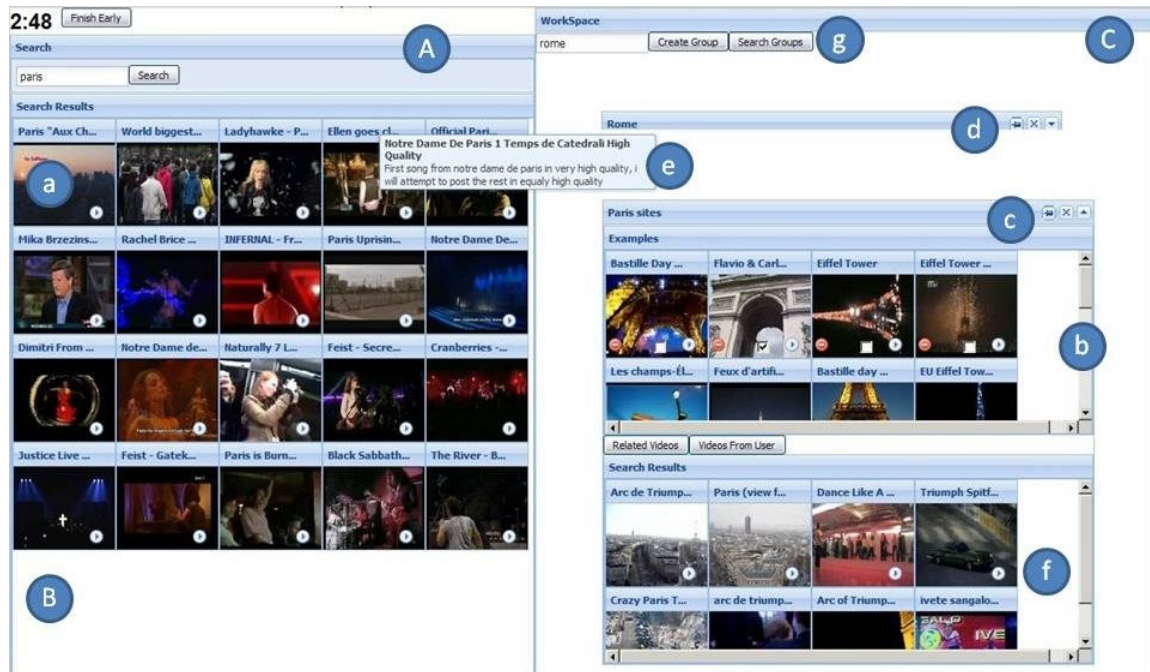 2:48 Finish Early
A
Search
paris Search
Search Results
Paris "Aux Ch... World biggest... Ladyhawke - P... Ellen goes cl... Official Pari...
a
Notre Dame De Paris 1 Temps de Catedrali High
Quality
First song from notre dame de paris in very high quality, i
will attempt to post the rest in equaly high quality
e
Mika Brzezins... Rachel Brice ... INFERNAL - Fr... Paris Uprisin... Notre Dame De...
Dimitri From ... Notre Dame de... Naturally 7 L... Feist - Secre... Cranberries -...
Justice Live ... Feist - Gatek... Paris is Burn... Black Sabbath... The River - B...
B
WorkSpace
C
rome Create Group Search Groups
g
Rome
d
Paris sites
c
Examples
Bastille Day ... Flavio & Carl... Eiffel Tower Eiffel Tower ...
b
Les champs-Él... Feux d'artifi... Bastille day ... EU Eiffel Tow...
Related Videos Videos From User
Search Results
Arc de Triump... Paris (view f... Dance Like A ... Triumph Spitf...
f
Crazy Paris T... arc de triump... Arc of Triump... ivete sangalo...